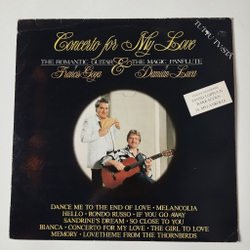 Concerto for My Love
THE ROMANTIC GUITAR & THE MAGIC PANFLUTE
Francis Goya Damian Luca
DANCE ME TO THE END OF LOVE - MELANCOLIA
HELLO - RONDO RUSSO - IF YOU GO AWAY
SANDRINE'S DREAM - SO CLOSE TO YOU
BIANCA - CONCERTO FOR MY LOVE - THE GIRL TO LOVE
MEMORY - LOVETHEME FROM THE THORNBIRDS